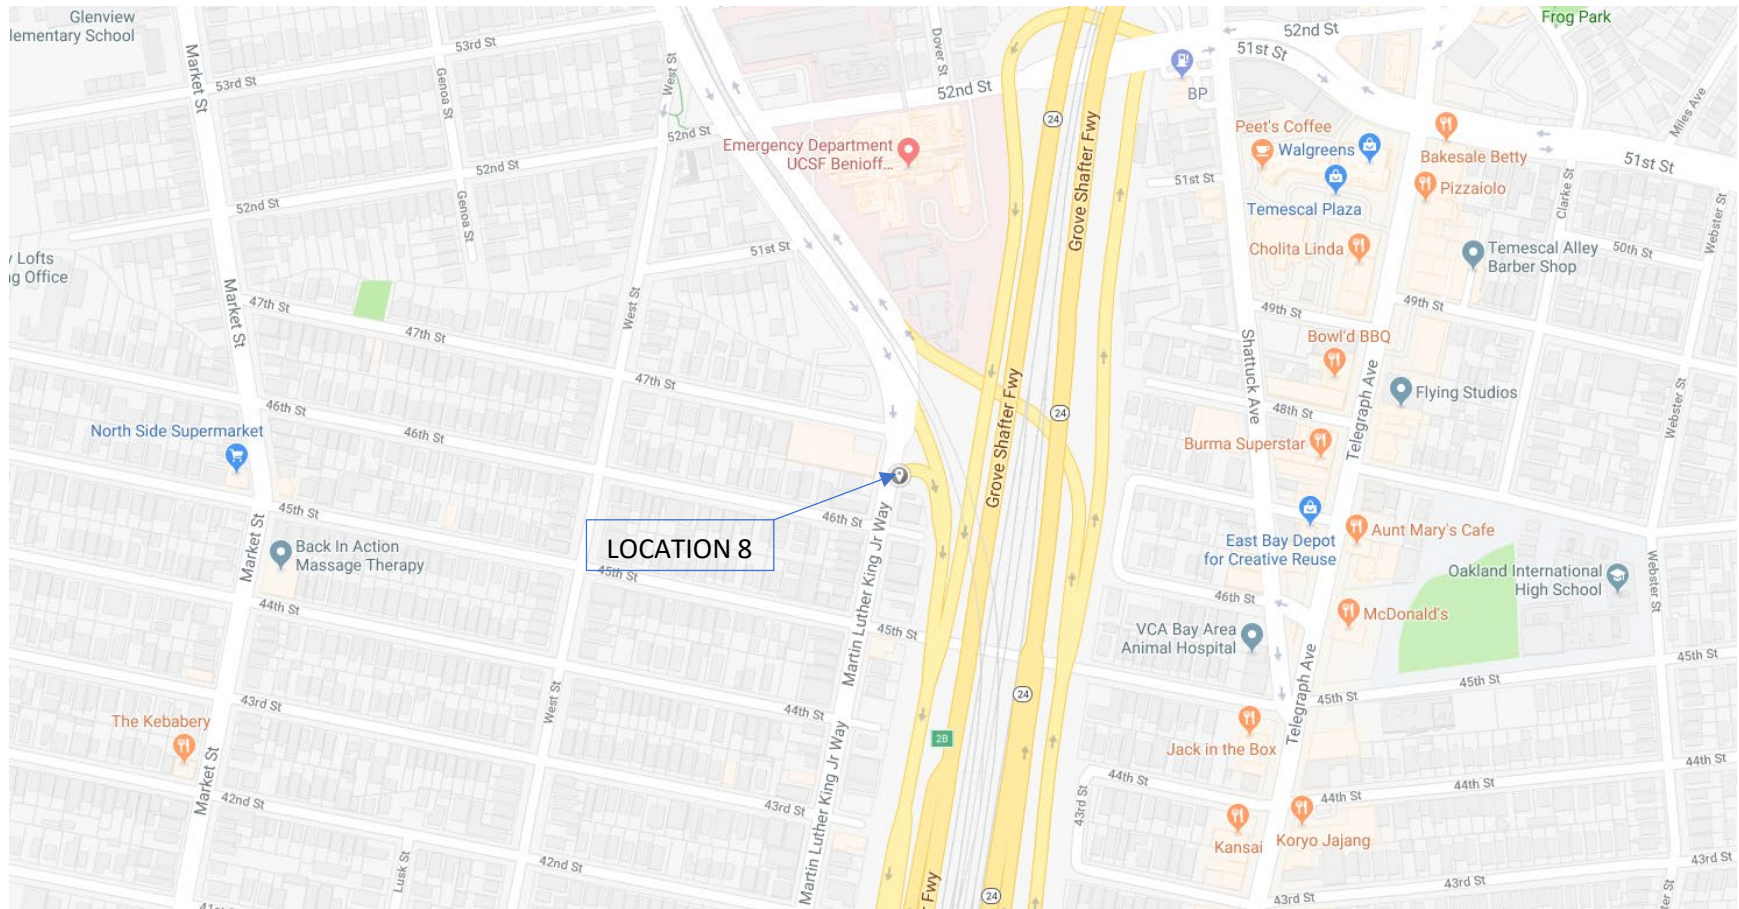 Glenview
lementary School
Market St
53rd St
53rd St
Genoa St
West St
Dover St
52nd St
52nd St
51st St
Frog Park
BP
24
Grove Shafter Fwy
Miles Ave
52nd St
52nd St
52nd St
Genoa St
Emergency Department
UCSF Benioff...
Peet's Coffee
Walgreens
Bakesale Betty
Pizzaiolo
51st St
51st St
Temescal Plaza
Clarke St
Webster St
y Lofts
ng Office
51st St
Cholita Linda
Temescal Alley
Barber Shop
50th St
Market St
47th St
47th St
West St
49th St
49th St
Bowl'd BBQ
Shattuck Ave
Telegraph Ave
Flying Studios
47th St
46th St
46th St
North Side Supermarket
Grove Shafter Fwy
24
48th St
Burma Superstar
Webster St
45th St
Market St
Back In Action
Massage Therapy
LOCATION 8
46th St
Martin Luther King Jr Way
East Bay Depot
for Creative Reuse
Aunt Mary's Cafe
Oakland International
High School
Webster St
45th St
44th St
45th St
46th St
McDonald's
VCA Bay Area
Animal Hospital
45th St
45th St
45th St
Telegraph Ave
43rd St
West St
44th St
24
2B
The Kebabery
Market St
Jack in the Box
44th St
44th St
44th St
44th St
42nd St
43rd St
Martin Luther King Jr Way
43rd St
Kansai
Koryo Jajang
Lusk St
42nd St
43rd St
43rd St
43rd St
24
r Fwy
41st St
ter St